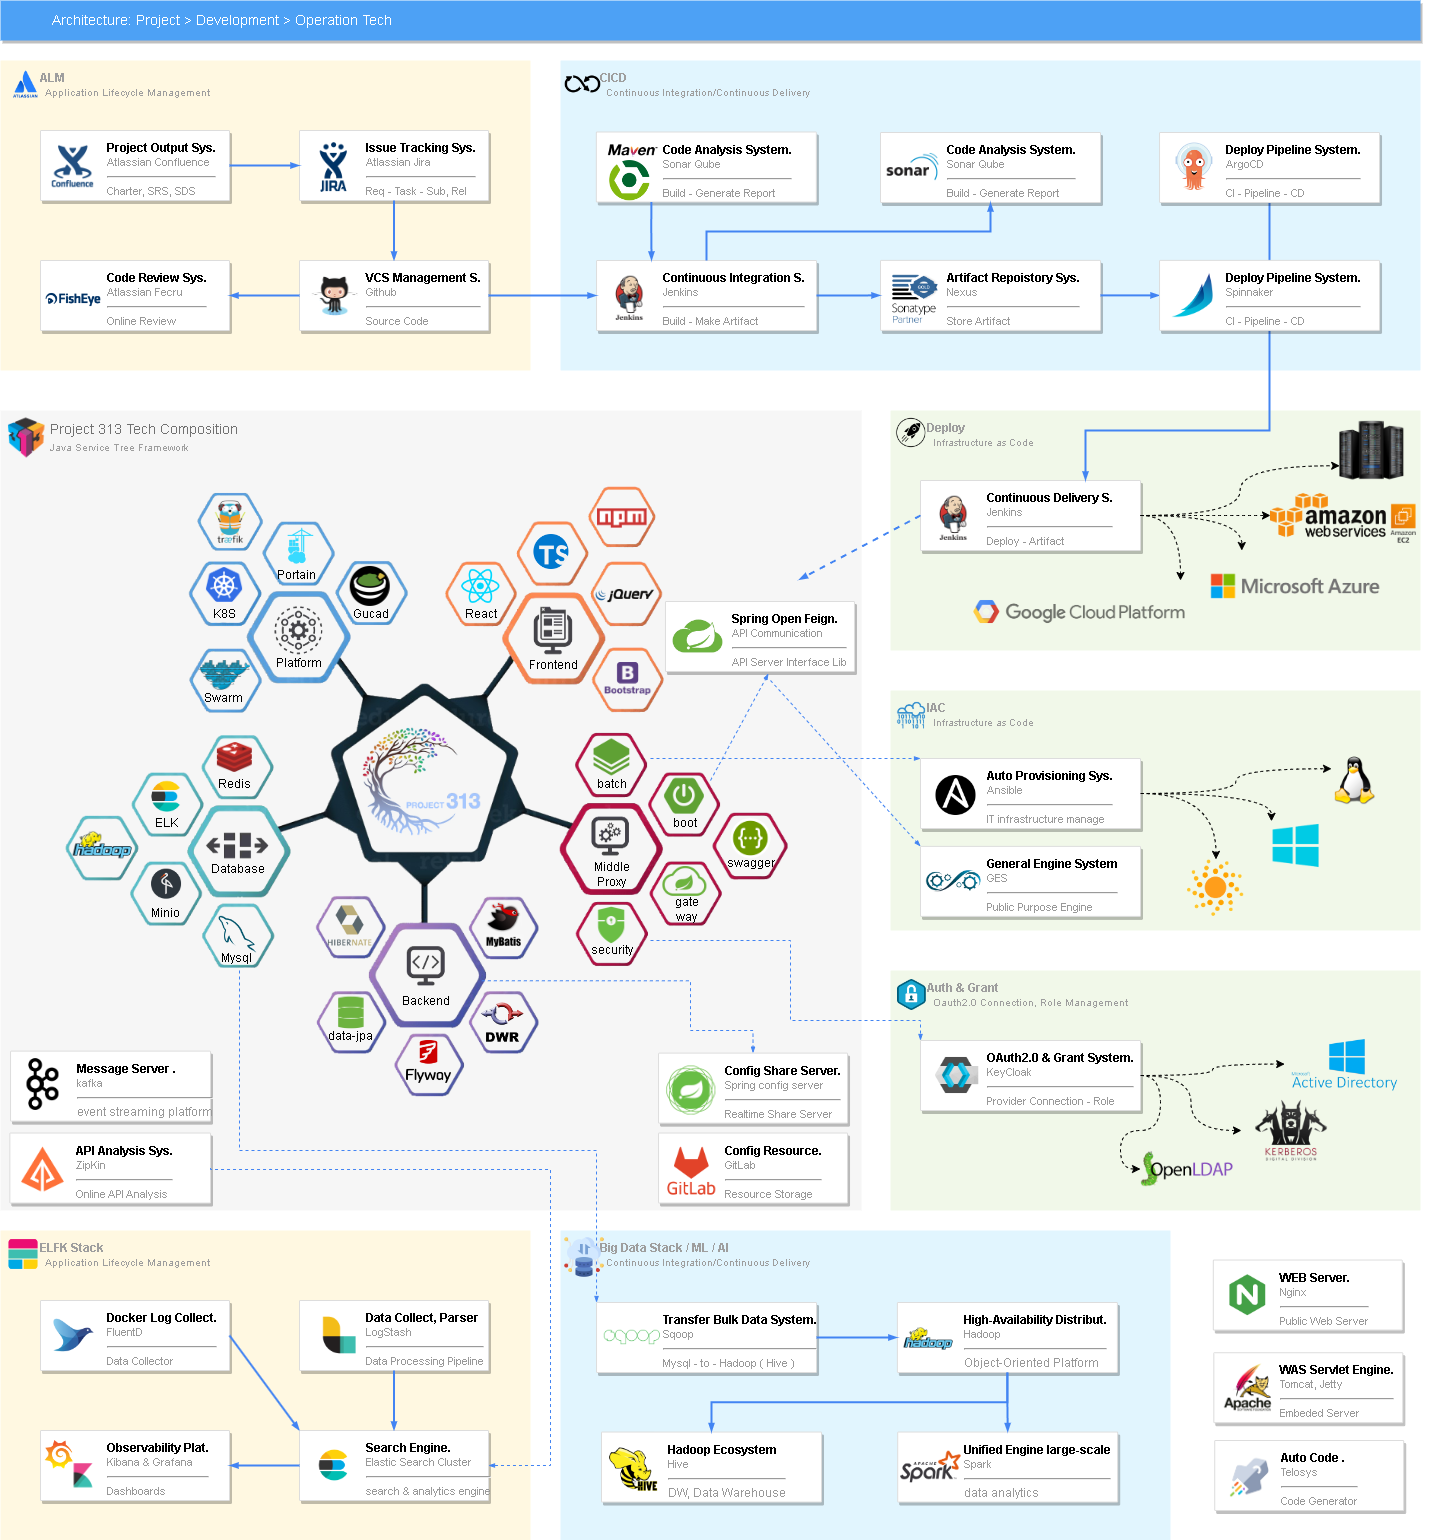 Architecture: Project > Development > Operation Tech
ALM
Application Lifecycle Management
ATLASSIAN
Confluence
Project Output Sys.
Atlassian Confluence
Charter, SRS, SDS
JIRA
Issue Tracking Sys.
Atlassian Jira
Req - Task - Sub, Rel
FishEye
Code Review Sys.
Atlassian Fecru
Online Review
VCS Management S.
Github
Source Code
CICD
Continuous Integration/Continuous Delivery
Maven
Code Analysis System.
Sonar Qube
Build - Generate Report
sonar
Code Analysis System.
Sonar Qube
Build - Generate Report
Deploy Pipeline System.
ArgoCD
CI - Pipeline - CD
Jenkins
Continuous Integration S.
Jenkins
Build - Make Artifact
GOLD
Sonatype
Partner
Artifact Repoistory Sys.
Nexus
Store Artifact
Deploy Pipeline System.
Spinnaker
CI - Pipeline - CD
Project 313 Tech Composition
Java Service Tree Framework
træfik
Portain
K8S
Gucad
Platform
Swarm
npm
TS
React
jQuery
Frontend
B
Bootstrap
Spring Open Feign.
API Communication
API Server Interface Lib
PROJECT 313
Redis
ELK
hadoop
Database
Minio
Mysql
batch
boot
Middle
Proxy
swagger
gate
way
security
HIBERNATE
MyBatis
Backend
data-jpa
DWR
Flyway
Message Server .
kafka
event streaming platform
API Analysis Sys.
ZipKin
Online API Analysis
Config Share Server.
Spring config server
Realtime Share Server
GitLab
Config Resource.
GitLab
Resource Storage
Deploy
Infrastructure as Code
Jenkins
Continuous Delivery S.
Jenkins
Deploy - Artifact
amazon
webservices
Amazon
EC2
Microsoft Azure
Google Cloud Platform
IAC
Infrastructure as Code
Auto Provisioning Sys.
Ansible
IT infrastructure manage
General Engine System
GES
Public Purpose Engine
Auth & Grant
Oauth2.0 Connection, Role Management
OAuth2.0 & Grant System.
KeyCloak
Provider Connection - Role
Microsoft
Active Directory
KERBEROS
DIGITAL DIVISION
OpenLDAP
ELFK Stack
Application Lifecycle Management
Docker Log Collect.
FluentD
Data Collector
Data Collect, Parser
LogStash
Data Processing Pipeline
Observability Plat.
Kibana & Grafana
Dashboards
Search Engine.
Elastic Search Cluster
search & analytics engine
Big Data Stack / ML / AI
Continuous Integration/Continuous Delivery
sqoop
Transfer Bulk Data System.
Sqoop
Mysql - to - Hadoop ( Hive )
hadoop
High-Availability Distribut.
Hadoop
Object-Oriented Platform
HIVE
Hadoop Ecosystem
Hive
DW, Data Warehouse
APACHE
Spark
Unified Engine large-scale
Spark
data analytics
N
WEB Server.
Nginx
Public Web Server
Apache
WAS Servlet Engine.
Tomcat, Jetty
Embeded Server
Auto Code .
Telosys
Code Generator